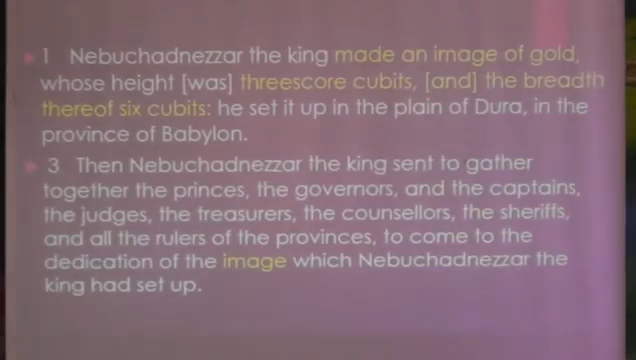 1 Nebuchadnezzar the king made an image of gold,
whose height [was] threescore cubits, [and] the breadth
thereof six cubits: he set it up in the plain of Dura, in the
province of Babylon.
3 Then Nebuchadnezzar the king sent to gather
together the princes, the governors, and the captains,
the judges, the treasurers, the counsellors, the sheriffs,
and all the rulers of the provinces, to come to the
dedication of the image which Nebuchadnezzar the
king had set up.